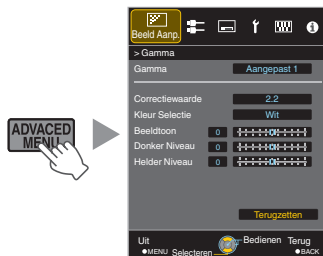 Beeld Aanp.
> Gamma
Gamma Aangepast 1
Correctiewaarde 2.2
Kleur Selectie Wit
Beeldtoon 0
Donker Niveau 0
Helder Niveau 0
ADVACED
MENU
Terugzetten
Uit Bedienen Terug
MENU Selecteren BACK